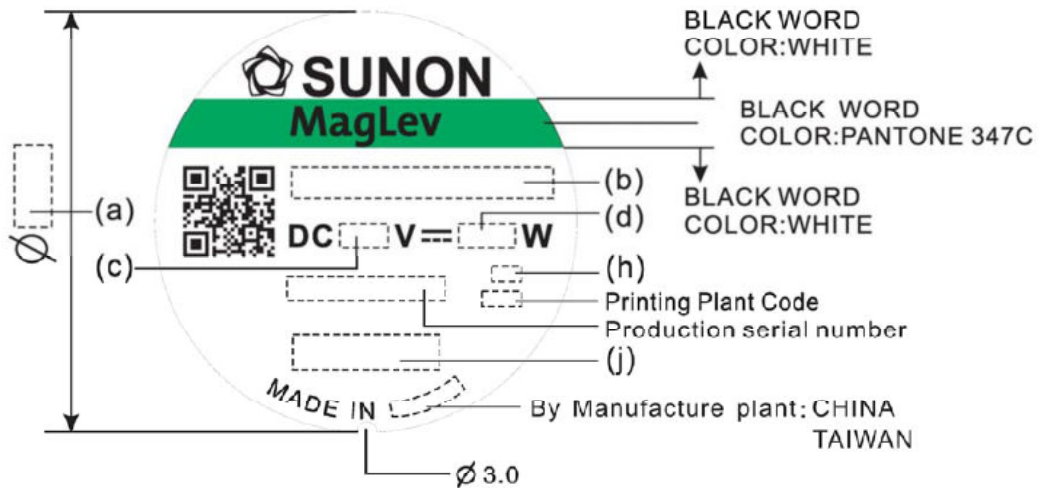 BLACK WORD
COLOR:WHITE
SUNON
MagLev
BLACK WORD
COLOR:PANTONE 347C
(a)
(b)
BLACK WORD
COLOR:WHITE
(d)
DC V W
(c)
(h)
Printing Plant Code
Production serial number
(j)
MADE IN
By Manufacture plant: CHINA
TAIWAN
Ø
Ø 3.0